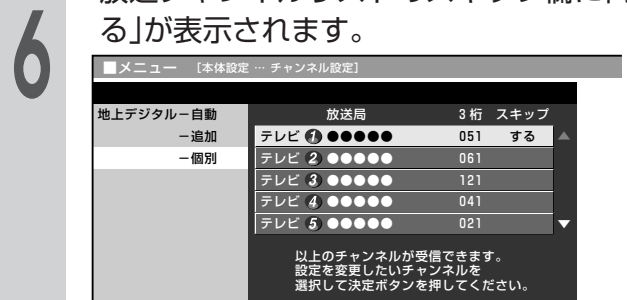 6
る」が表示されます。
■メニュー [本体設定 … チャンネル設定]
地上デジタル－自動 放送局 3桁 スキップ
－追加 テレビ ❶ ●●●●● 051 する ▲
－個別 テレビ ❷ ●●●●● 061
テレビ ❸ ●●●●● 121
テレビ ❹ ●●●●● 041
テレビ ❺ ●●●●● 021 ▼
以上のチャンネルが受信できます。
設定を変更したいチャンネルを
選択して決定ボタンを押してください。